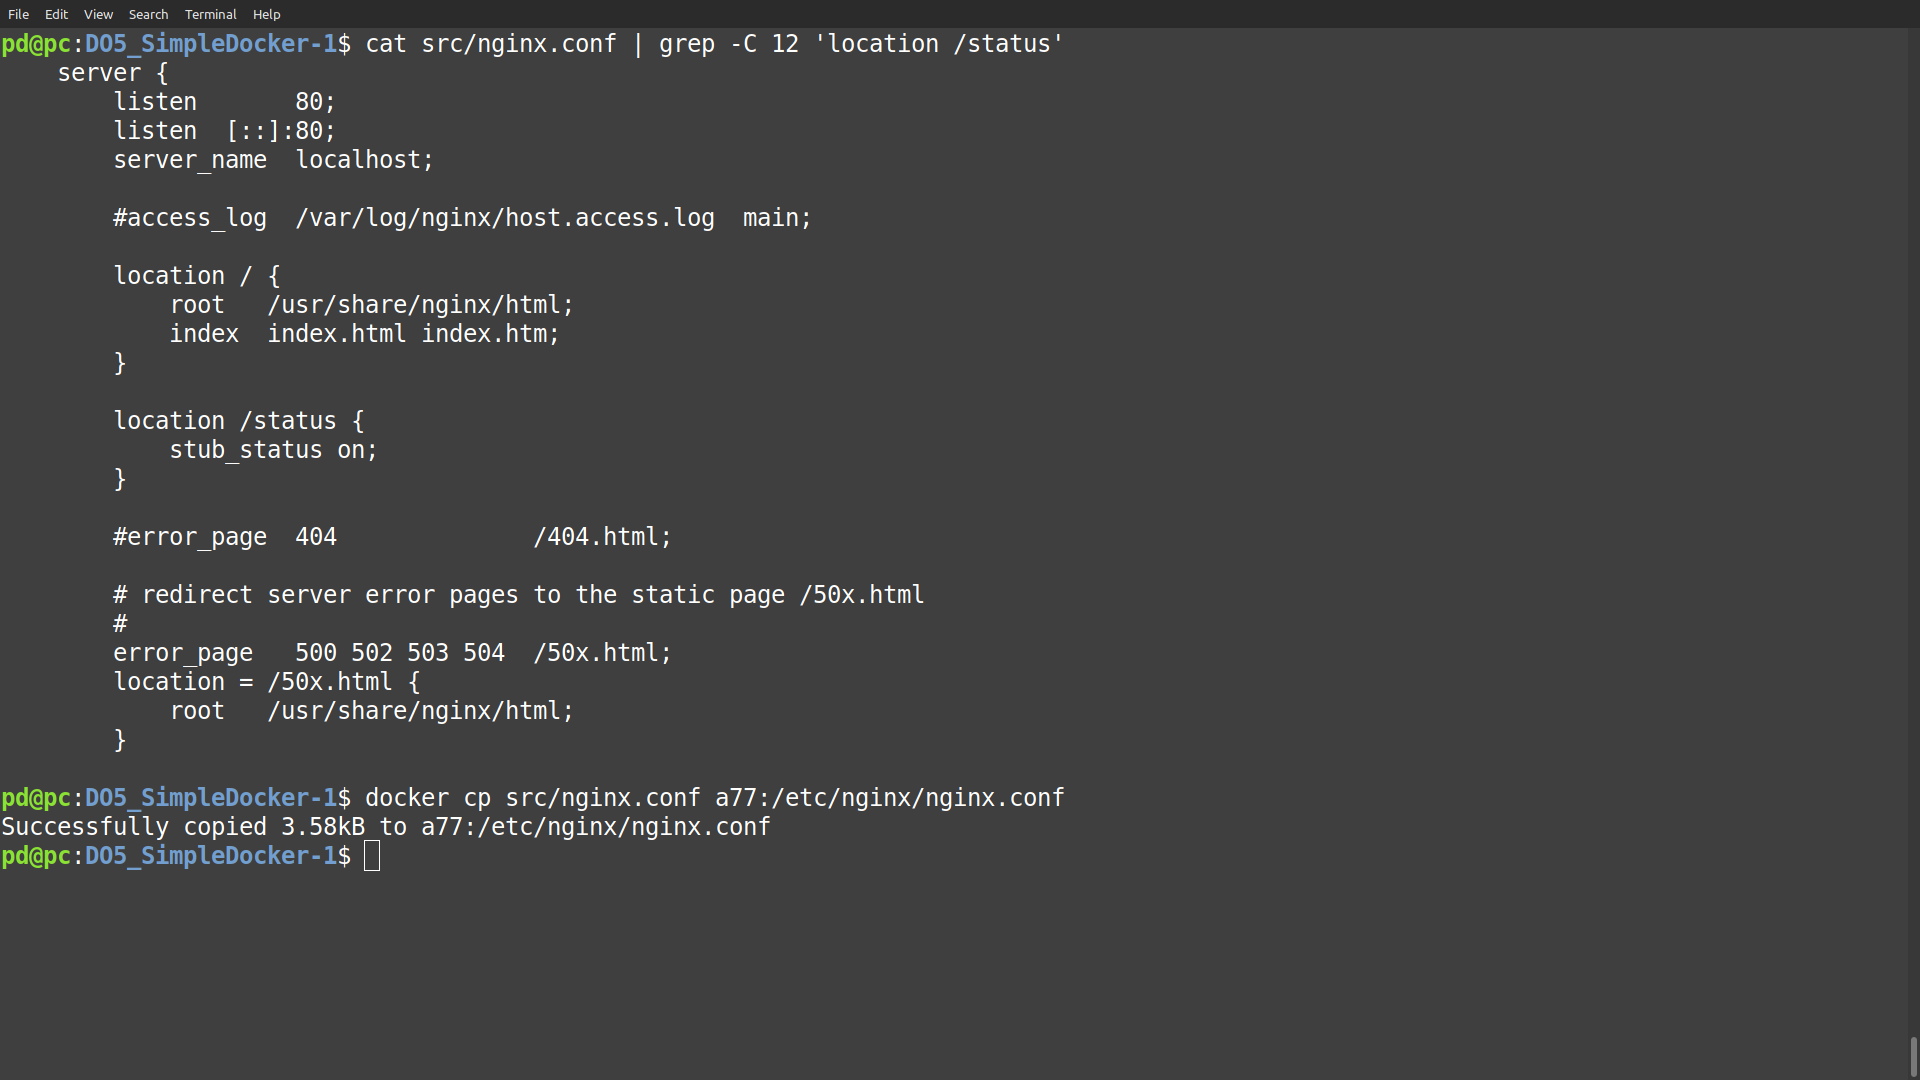 File Edit View Search Terminal Help
pd@pc:DO5_SimpleDocker-1$ cat src/nginx.conf | grep -C 12 'location /status'
    server {
        listen       80;
        listen  [::]:80;
        server_name  localhost;

        #access_log  /var/log/nginx/host.access.log  main;

        location / {
            root   /usr/share/nginx/html;
            index  index.html index.htm;
        }

        location /status {
            stub_status on;
        }

        #error_page  404              /404.html;

        # redirect server error pages to the static page /50x.html
        #
        error_page   500 502 503 504  /50x.html;
        location = /50x.html {
            root   /usr/share/nginx/html;
        }

pd@pc:DO5_SimpleDocker-1$ docker cp src/nginx.conf a77:/etc/nginx/nginx.conf
Successfully copied 3.58kB to a77:/etc/nginx/nginx.conf
pd@pc:DO5_SimpleDocker-1$